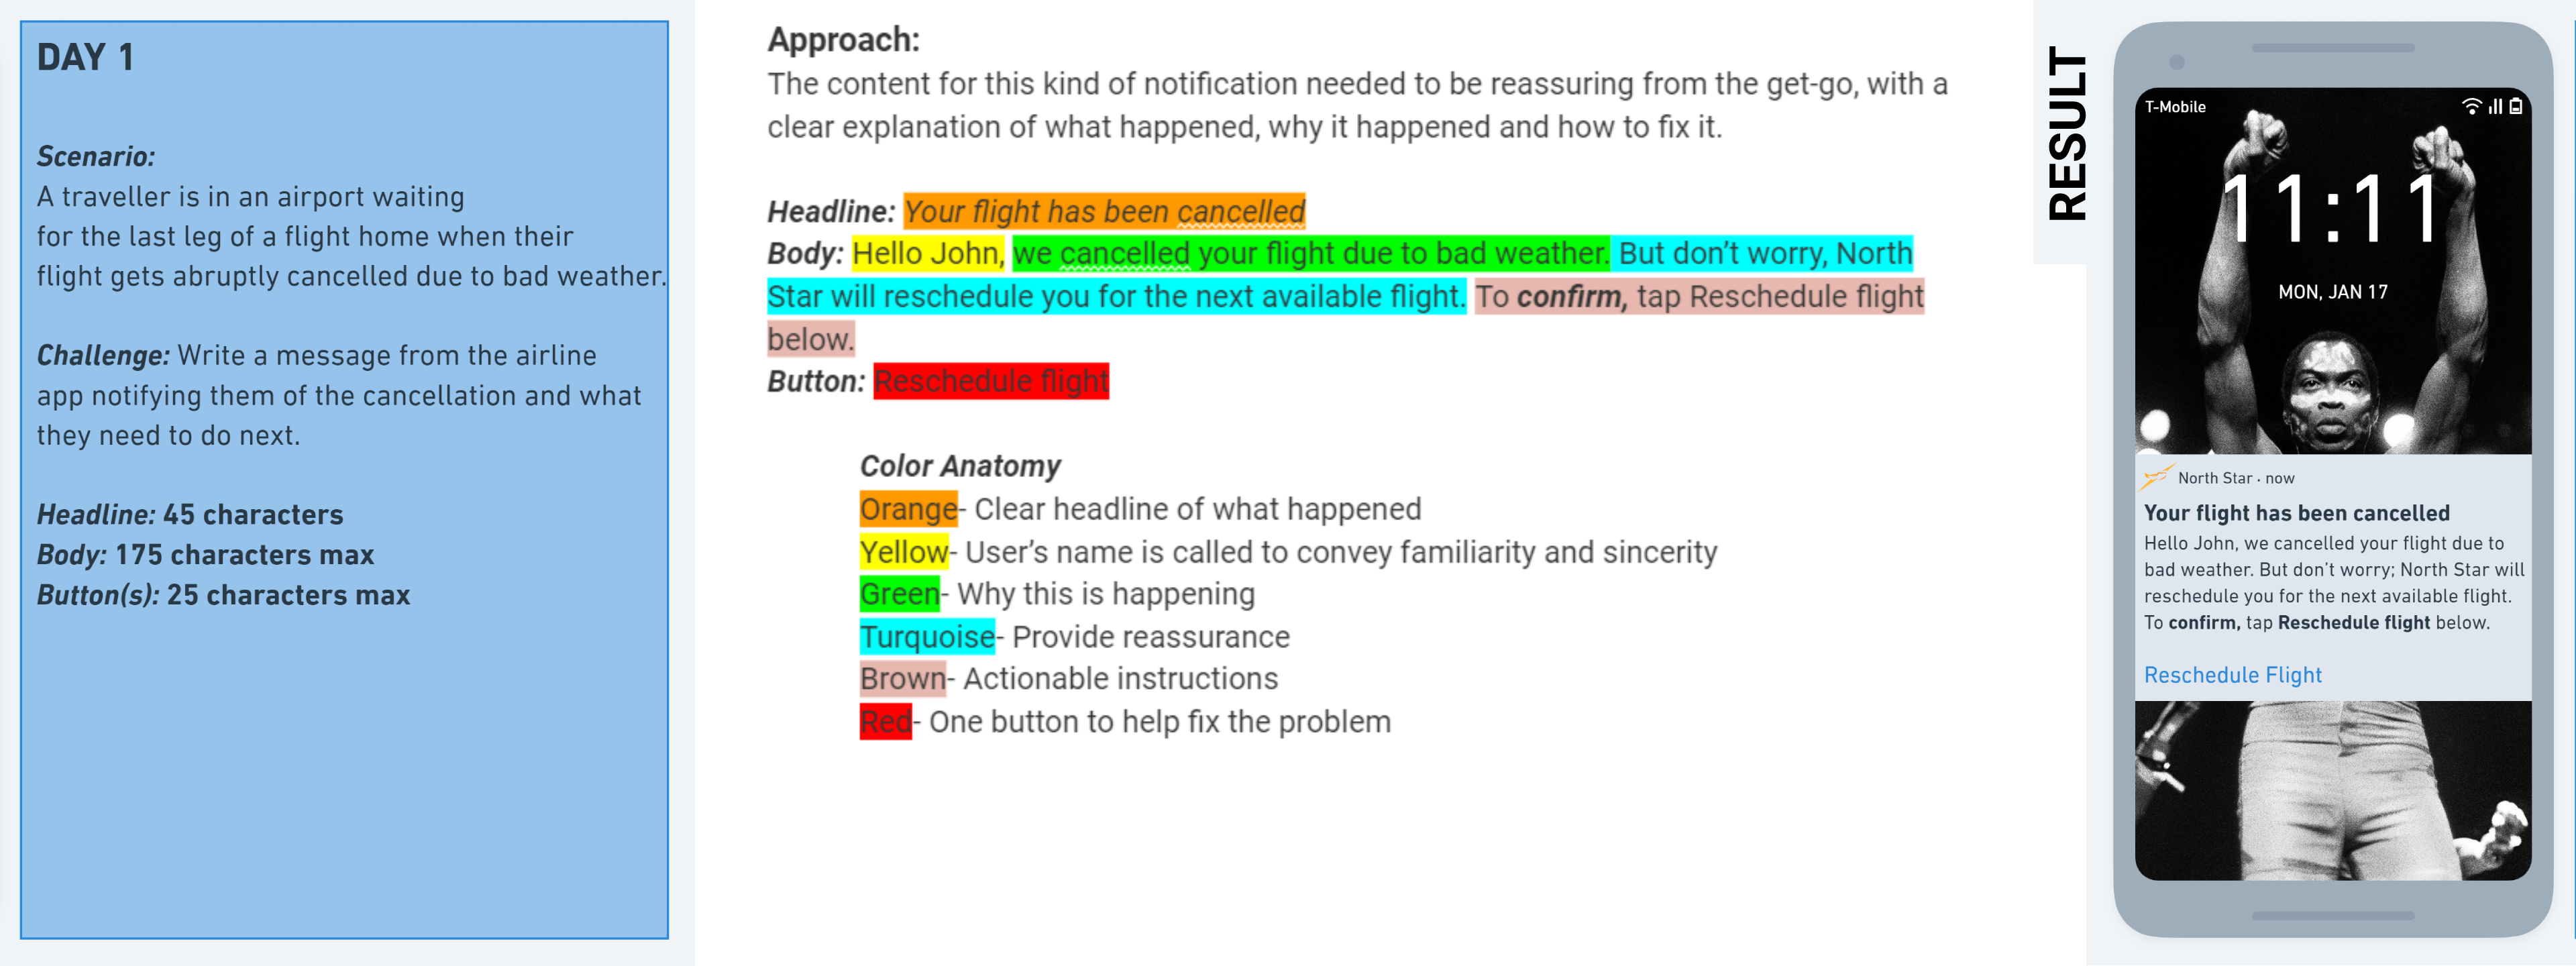 DAY 1
Scenario:
A traveller is in an airport waiting
for the last leg of a flight home when their
flight gets abruptly cancelled due to bad weather.
Challenge: Write a message from the airline
app notifying them of the cancellation and what
they need to do next.
Headline: 45 characters
Body: 175 characters max
Button(s): 25 characters max
Approach:
The content for this kind of notification needed to be reassuring from the get-go, with a
clear explanation of what happened, why it happened and how to fix it.
Headline: Your flight has been cancelled
Body: Hello John, we cancelled your flight due to bad weather. But don’t worry, North
Star will reschedule you for the next available flight. To confirm, tap Reschedule flight
below.
Button: Reschedule flight
Color Anatomy
Orange- Clear headline of what happened
Yellow- User’s name is called to convey familiarity and sincerity
Green- Why this is happening
Turquoise- Provide reassurance
Brown- Actionable instructions
Red- One button to help fix the problem
RESULT
T-Mobile
11:11
MON, JAN 17
North Star · now
Your flight has been cancelled
Hello John, we cancelled your flight due to
bad weather. But don’t worry; North Star will
reschedule you for the next available flight.
To confirm, tap Reschedule flight below.
Reschedule Flight